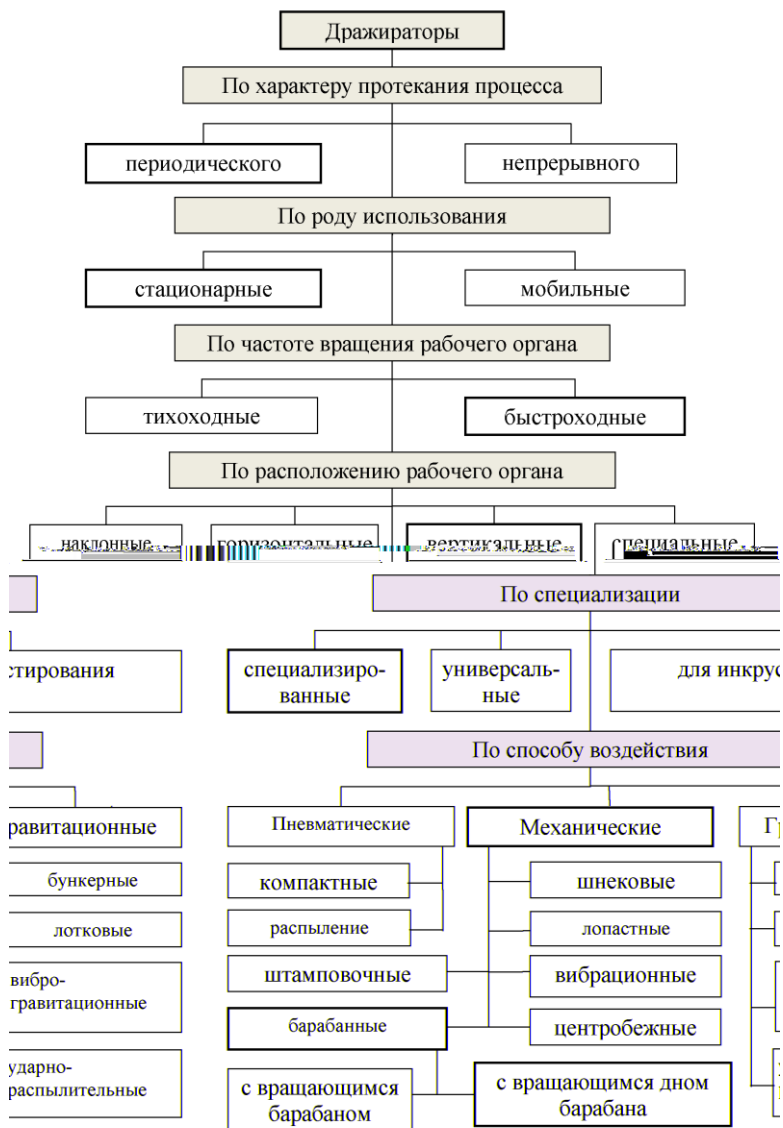 Дражираторы
По характеру протекания процесса
периодического
непрерывного
По роду использования
стационарные
мобильные
По частоте вращения рабочего органа
тихоходные
быстроходные
По расположению рабочего органа
наклонные
горизонтальные
вертикальные
специальные
По специализации
стирования
специализиро-
ванные
универсаль-
ные
для инкрус
По способу воздействия
равитационные
Пневматические
Механические
Гр
бункерные
компактные
шнековые
лотковые
распыление
лопастные
вибро-
гравитационные
штамповочные
вибрационные
барабанные
центробежные
ударно-
распылительные
с вращающимся
барабаном
с вращающимся дном
барабана